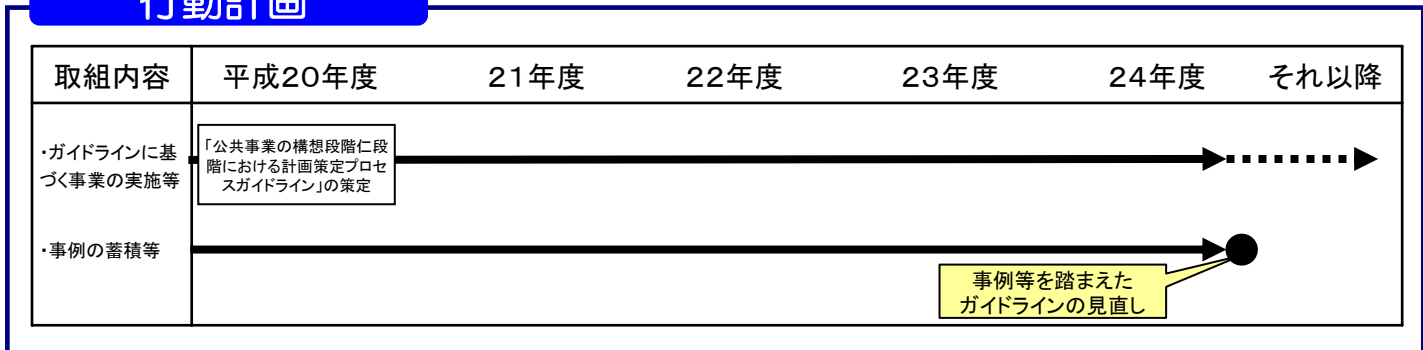 行動計画
取組内容 平成20年度 21年度 22年度 23年度 24年度 それ以降
・ガイドラインに基
づく事業の実施等
「公共事業の構想段階仁段
階における計画策定プロセ
スガイドライン」の策定
・事例の蓄積等
事例等を踏まえた
ガイドラインの見直し